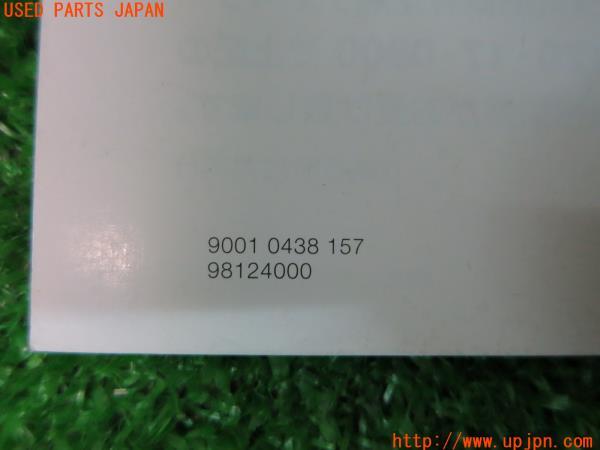 USED PARTS JAPAN
9001 0438 157
98124000
http://www.upjpn.com/